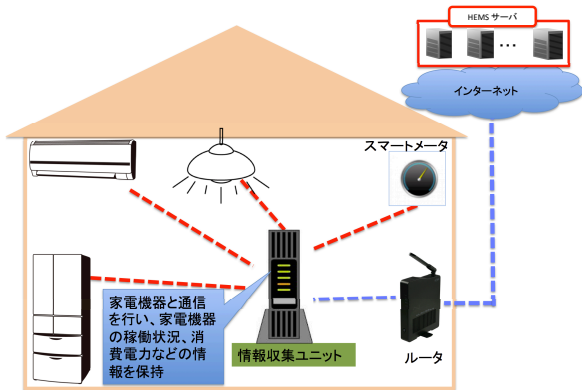 HEMS サーバ
・・・
インターネット
スマートメータ
家電機器と通信
を行い、家電機器
の稼働状況、消
費電力などの情
報を保持
情報収集ユニット
ルータ